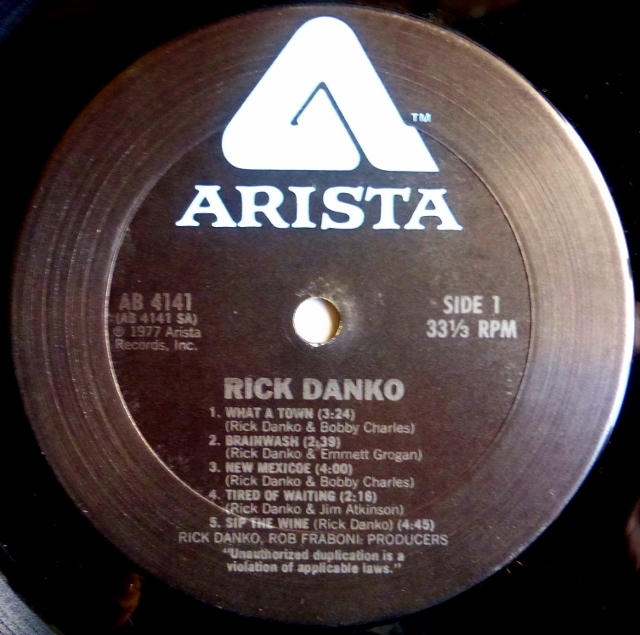 TM
ARISTA
AB 4141
(AB 4141 SA)
℗ 1977 Arista
Records, Inc.
SIDE 1
33⅓ RPM
RICK DANKO
1. WHAT A TOWN (3:24)
(Rick Danko & Bobby Charles)
2. BRAINWASH (2:39)
(Rick Danko & Emmett Grogan)
3. NEW MEXICOE (4:00)
(Rick Danko & Bobby Charles)
4. TIRED OF WAITING (2:16)
(Rick Danko & Jim Atkinson)
5. SIP THE WINE (Rick Danko) (4:45)
RICK DANKO, ROB FRABONI: PRODUCERS
"Unauthorized duplication is a
violation of applicable laws."